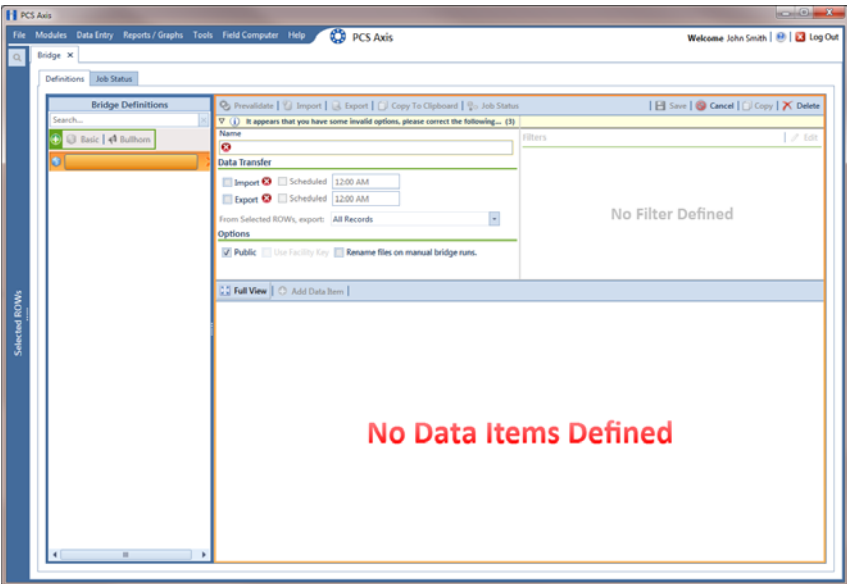 PCS Axis
File Modules Data Entry Reports / Graphs Tools Field Computer Help PCS Axis Welcome John Smith | Log Out
Bridge ×
Definitions Job Status
Bridge Definitions
Search...
Basic | Bullhorn
Prevalidate | Import | Export | Copy To Clipboard | Job Status | Save | Cancel | Copy | Delete
It appears that you have some invalid options, please correct the following... (3)
Name
Data Transfer
Import Scheduled 12:00 AM
Export Scheduled 12:00 AM
From Selected ROWs, export: All Records
Options
Public Use Facility Key Rename files on manual bridge runs.
Filters | Edit
No Filter Defined
Full View | Add Data Item |
No Data Items Defined
Selected ROWs